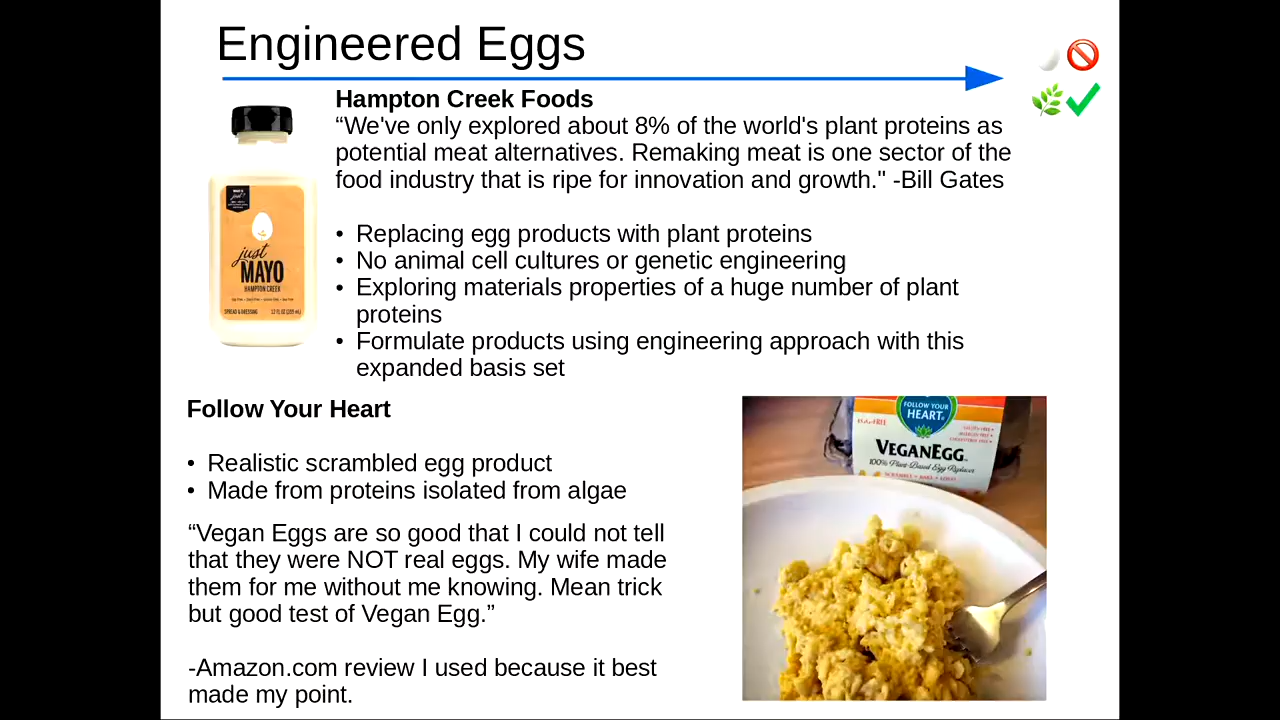 Engineered Eggs
Hampton Creek Foods
“We've only explored about 8% of the world's plant proteins as
potential meat alternatives. Remaking meat is one sector of the
food industry that is ripe for innovation and growth." -Bill Gates
• Replacing egg products with plant proteins
• No animal cell cultures or genetic engineering
• Exploring materials properties of a huge number of plant
proteins
• Formulate products using engineering approach with this
expanded basis set
just
MAYO
HAMPTON CREEK
SPREAD & DRESSING
Follow Your Heart
• Realistic scrambled egg product
• Made from proteins isolated from algae
“Vegan Eggs are so good that I could not tell
that they were NOT real eggs. My wife made
them for me without me knowing. Mean trick
but good test of Vegan Egg.”
-Amazon.com review I used because it best
made my point.
FOLLOW YOUR
HEART
VEGANEGG
100% Plant-Based Egg Replacer